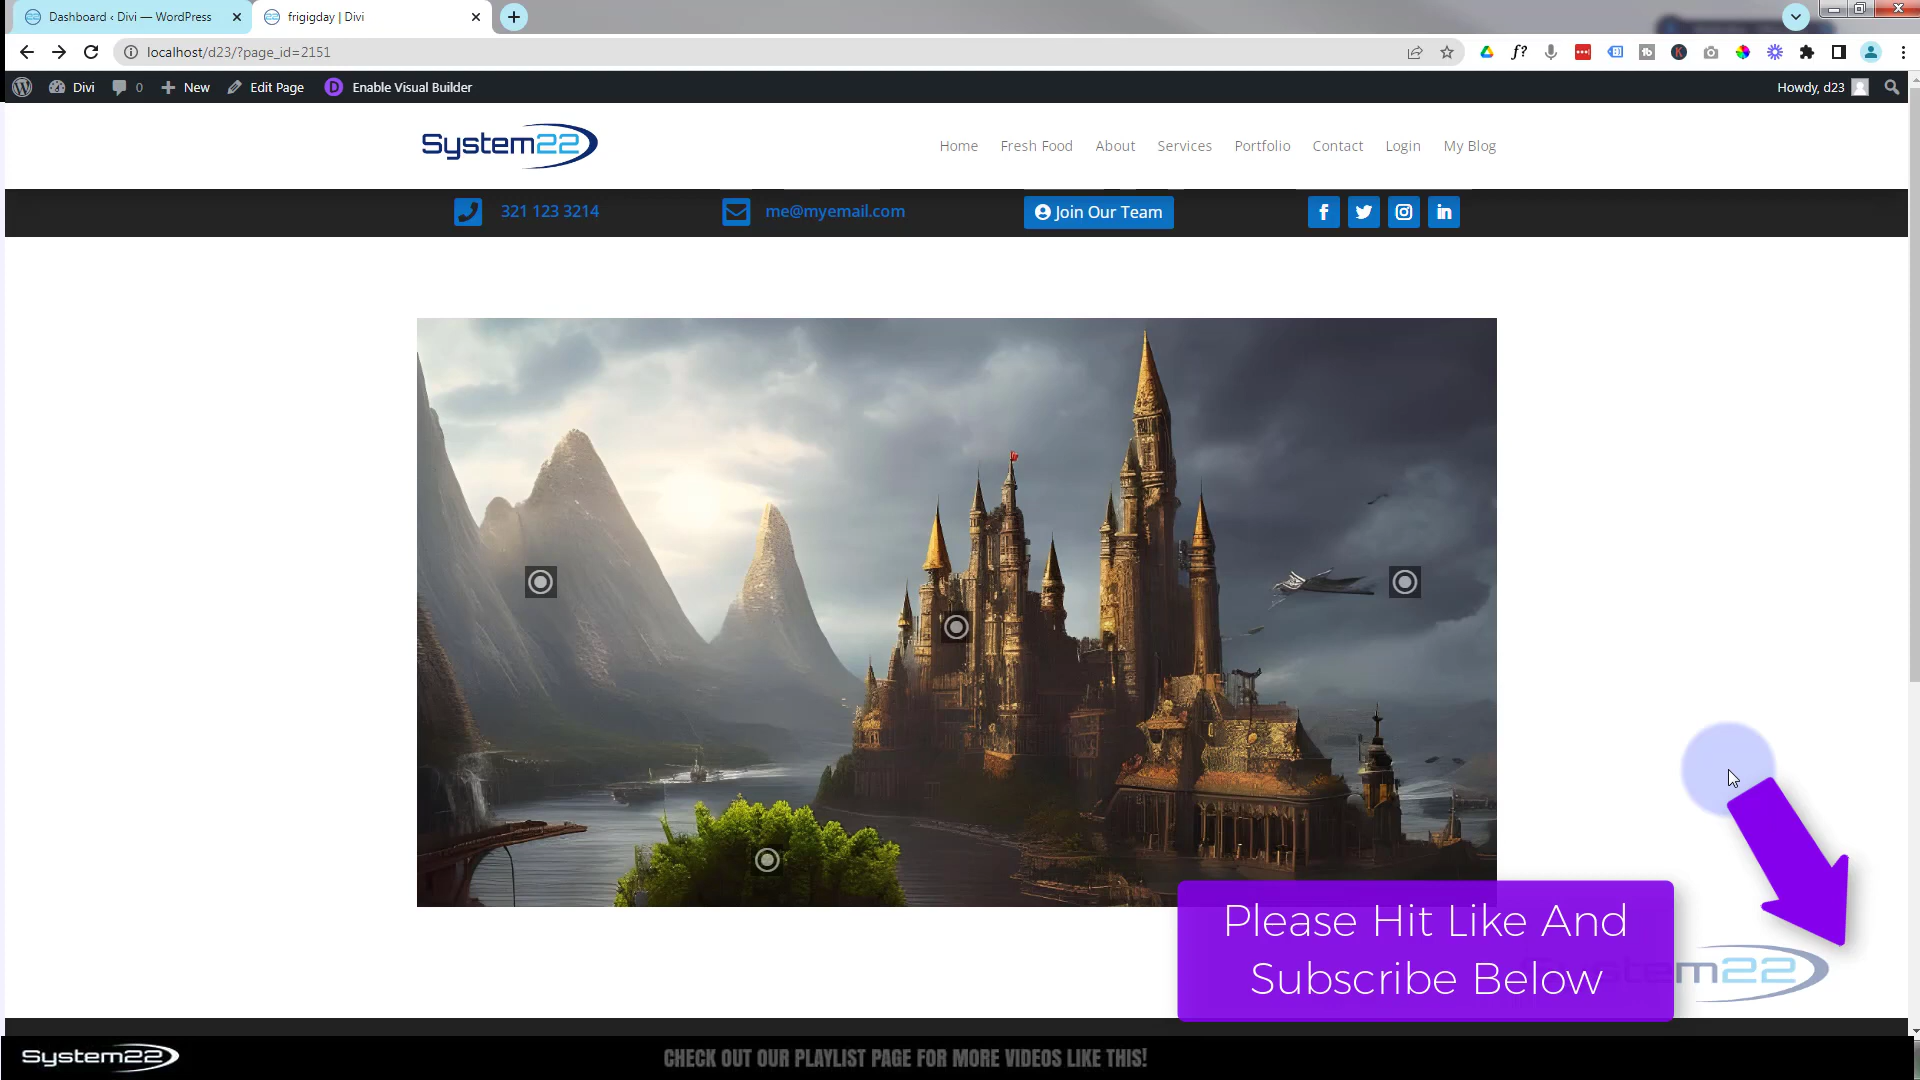 Dashboard ‹ Divi — WordPress
frigigday | Divi
localhost/d23/?page_id=2151
Divi
0
New
Edit Page
Enable Visual Builder
Howdy, d23
System22
Home
Fresh Food
About
Services
Portfolio
Contact
Login
My Blog
321 123 3214
me@myemail.com
Join Our Team
Please Hit Like And
Subscribe Below
System22
CHECK OUT OUR PLAYLIST PAGE FOR MORE VIDEOS LIKE THIS!